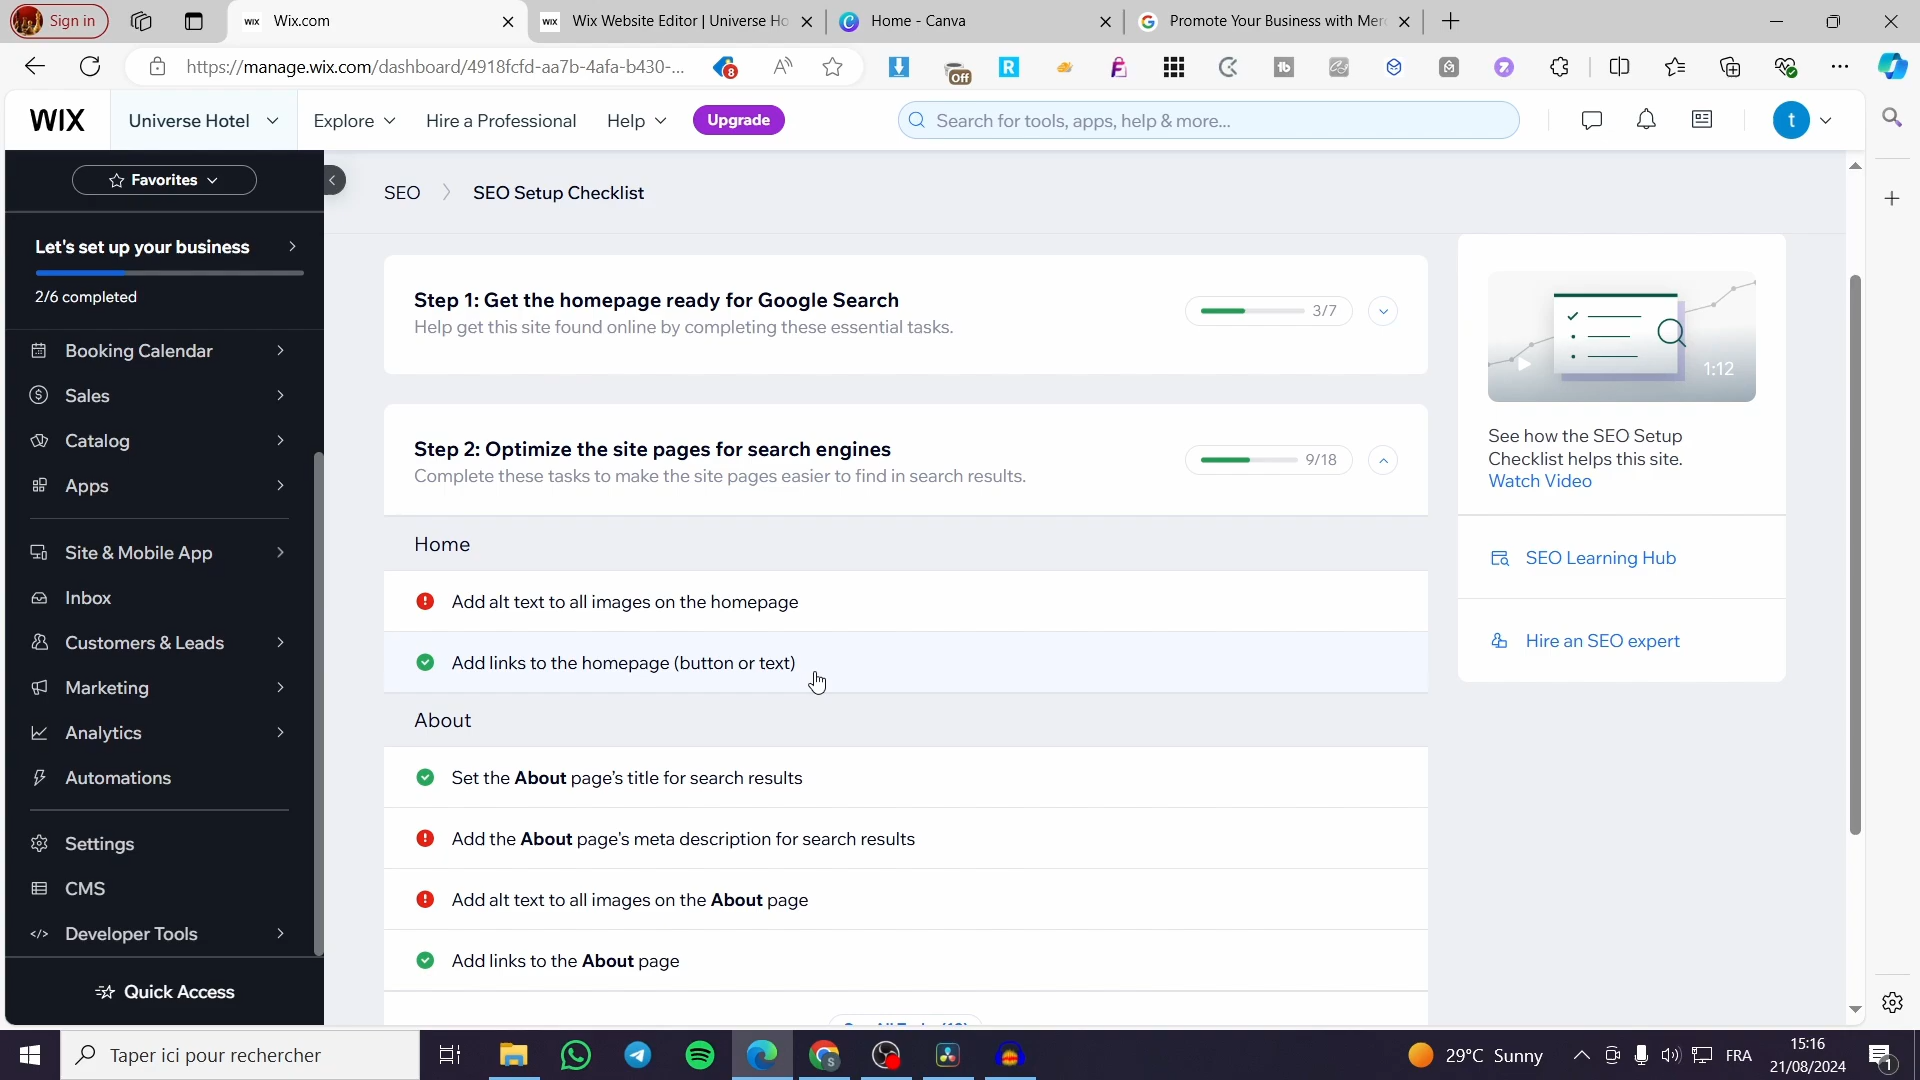 Sign in
WIX Wix.com
WIX Wix Website Editor | Universe Ho
Home - Canva
Promote Your Business with Mer
https://manage.wix.com/dashboard/4918fcfd-aa7b-4afa-b430-...
8
Off
R
WIX
Universe Hotel
Explore
Hire a Professional
Help
Upgrade
Search for tools, apps, help & more...
t
Favorites
Let's set up your business
2/6 completed
Booking Calendar
Sales
Catalog
Apps
Site & Mobile App
Inbox
Customers & Leads
Marketing
Analytics
Automations
Settings
CMS
Developer Tools
Quick Access
SEO
SEO Setup Checklist
Step 1: Get the homepage ready for Google Search
Help get this site found online by completing these essential tasks.
3/7
Step 2: Optimize the site pages for search engines
Complete these tasks to make the site pages easier to find in search results.
9/18
Home
Add alt text to all images on the homepage
Add links to the homepage (button or text)
About
Set the About page's title for search results
Add the About page's meta description for search results
Add alt text to all images on the About page
Add links to the About page
1:12
See how the SEO Setup
Checklist helps this site.
Watch Video
SEO Learning Hub
Hire an SEO expert
Taper ici pour rechercher
29°C Sunny
FRA
15:16
21/08/2024
1